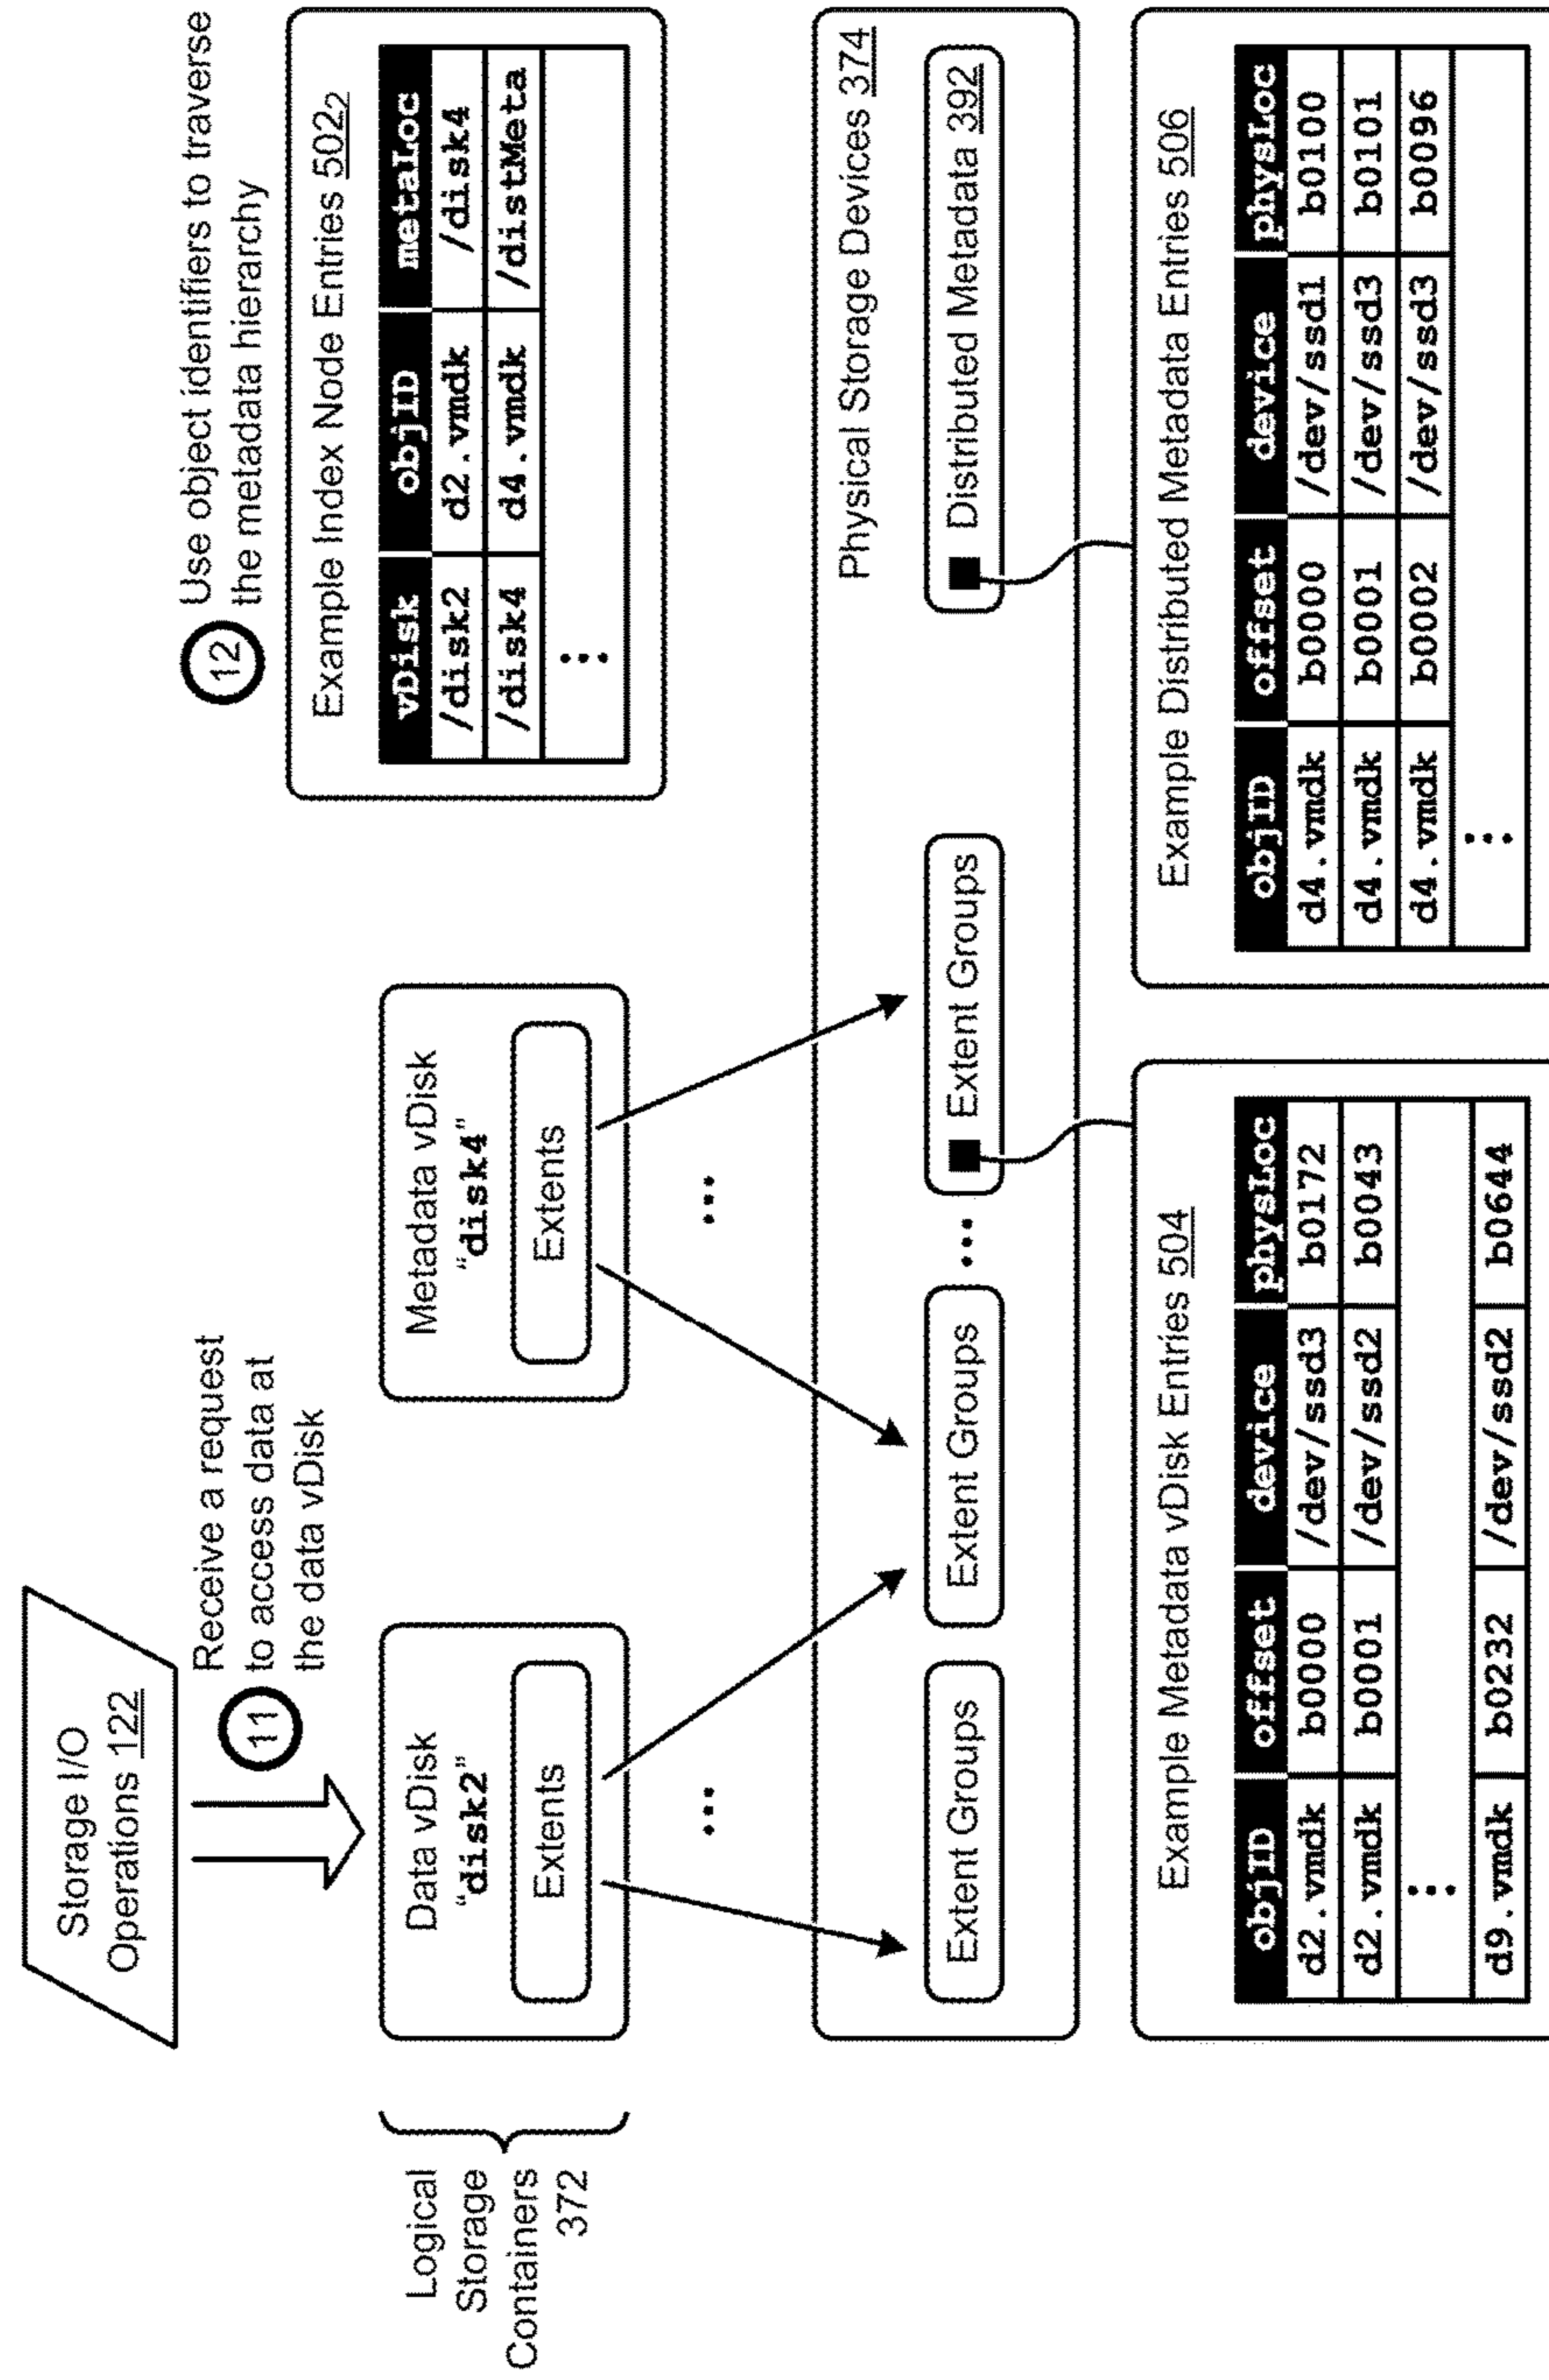 Storage I/O
Operations 122
11
Receive a request
to access data at
the data vDisk
12
Use object identifiers to traverse
the metadata hierarchy
Logical
Storage
Containers
372
Data vDisk
“disk2”
Extents
...
Metadata vDisk
“disk4”
Extents
...
Example Index Node Entries 502₂
vDisk objID metaLoc
/disk2 d2.vmdk /disk4
/disk4 d4.vmdk /distMeta
⋮
Physical Storage Devices 374
Extent Groups
Extent Groups
...
Extent Groups
Distributed Metadata 392
Example Metadata vDisk Entries 504
objID offset device physLoc
d2.vmdk b0000 /dev/ssd3 b0172
d2.vmdk b0001 /dev/ssd2 b0043
⋮
d9.vmdk b0232 /dev/ssd2 b0644
Example Distributed Metadata Entries 506
objID offset device physLoc
d4.vmdk b0000 /dev/ssd1 b0100
d4.vmdk b0001 /dev/ssd3 b0101
d4.vmdk b0002 /dev/ssd3 b0096
⋮